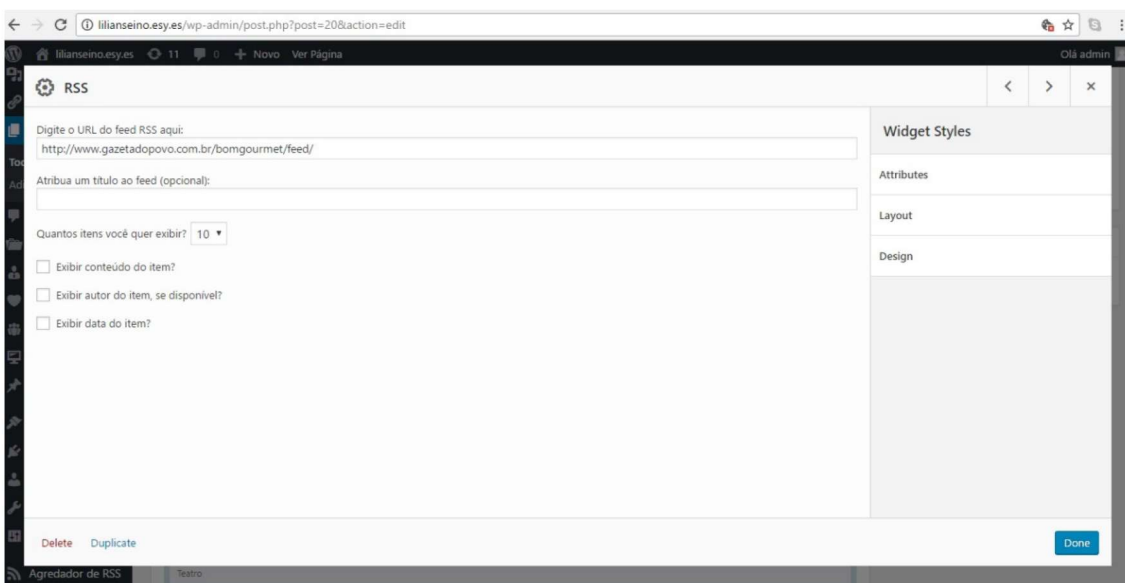 lilianseino.esy.es/wp-admin/post.php?post=20&action=edit
lilianseino.esy.es 11 0 + Novo Ver Página Olá admin
RSS
Digite o URL do feed RSS aqui:
http://www.gazetadopovo.com.br/bomgourmet/feed/
Atribua um título ao feed (opcional):
Quantos itens você quer exibir? 10
Exibir conteúdo do item?
Exibir autor do item, se disponível?
Exibir data do item?
Widget Styles
Attributes
Layout
Design
Delete Duplicate
Done
Agredador de RSS
Teatro